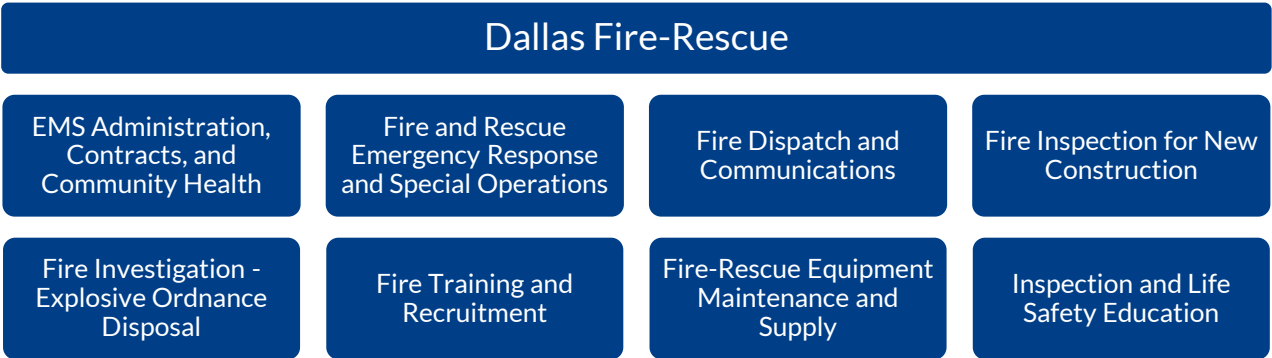 Dallas Fire-Rescue
EMS Administration,
Contracts, and
Community Health
Fire and Rescue
Emergency Response
and Special Operations
Fire Dispatch and
Communications
Fire Inspection for New
Construction
Fire Investigation -
Explosive Ordnance
Disposal
Fire Training and
Recruitment
Fire-Rescue Equipment
Maintenance and
Supply
Inspection and Life
Safety Education